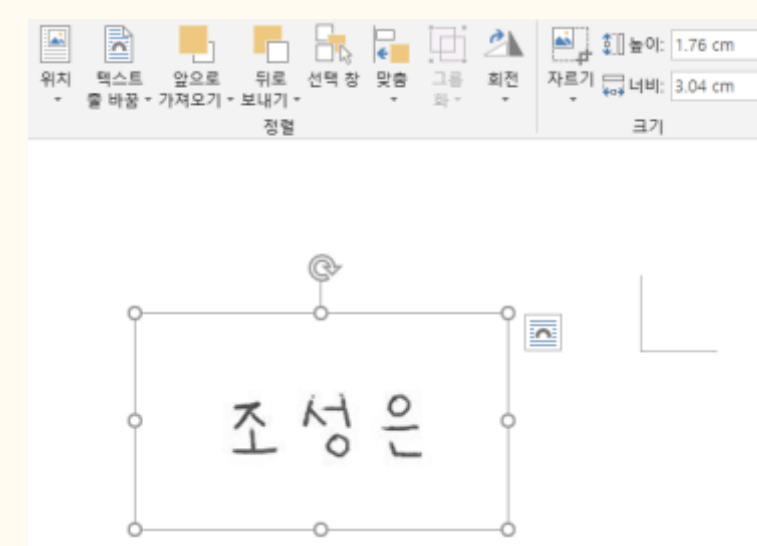 위치 텍스트 줄 바꿈 앞으로 가져오기 뒤로 보내기 선택 창 맞춤 그룹화 회전 자르기 높이: 1.76 cm
너비: 3.04 cm
정렬 크기
조성은